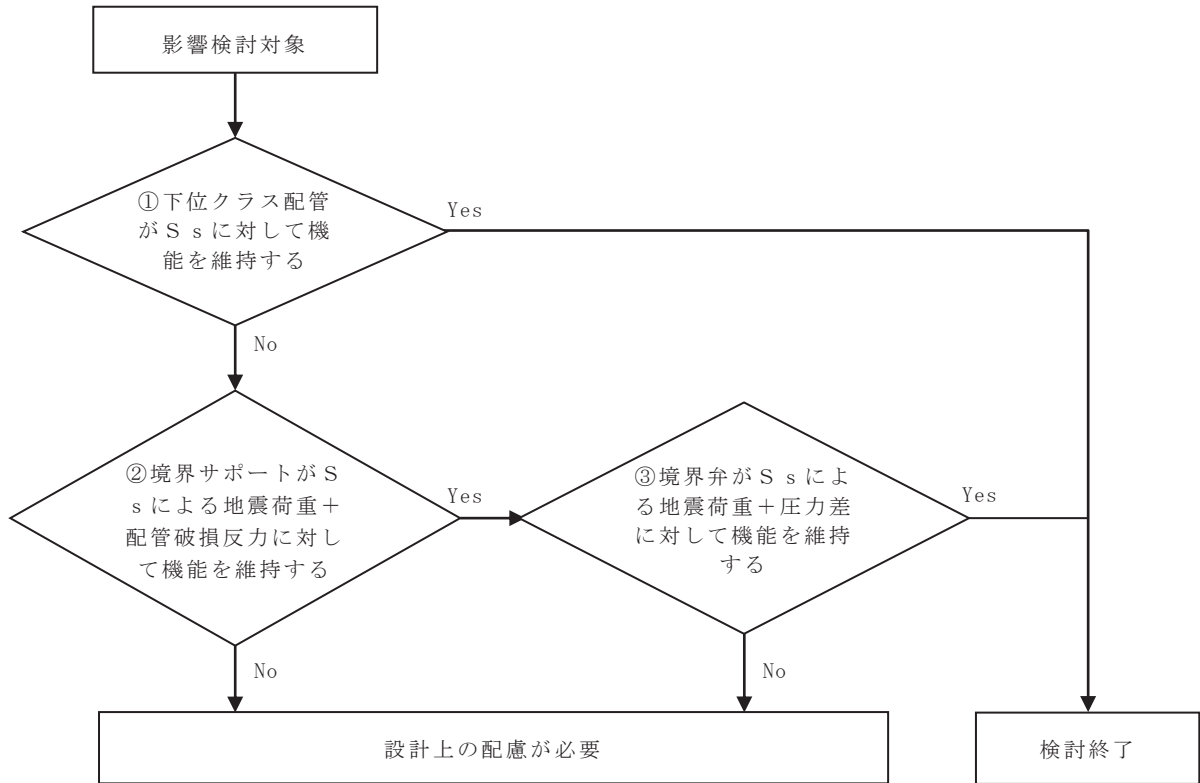 影響検討対象
①下位クラス配管
がＳｓに対して機
能を維持する
Yes
No
②境界サポートがＳ
ｓによる地震荷重＋
配管破損反力に対し
て機能を維持する
Yes
③境界弁がＳｓによ
る地震荷重＋圧力差
に対して機能を維持
する
Yes
No
No
設計上の配慮が必要
検討終了